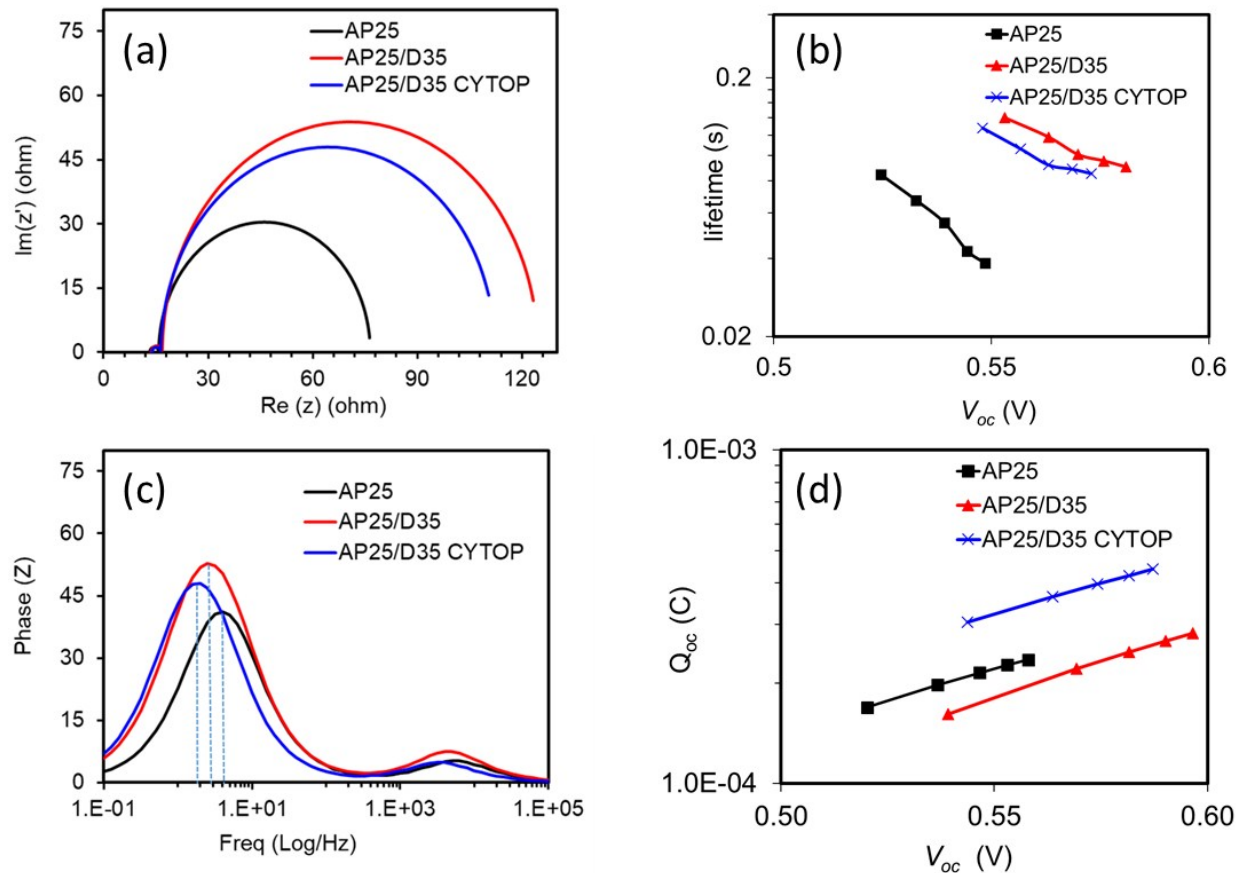 (a)
AP25
AP25/D35
AP25/D35 CYTOP
75
60
45
30
15
0
Im(z') (ohm)
0 30 60 90 120
Re (z) (ohm)
(b)
AP25
AP25/D35
AP25/D35 CYTOP
0.2
0.02
lifetime (s)
0.5 0.55 0.6
Voc (V)
(c)
AP25
AP25/D35
AP25/D35 CYTOP
75
60
45
30
15
0
Phase (Z)
1.E-01 1.E+01 1.E+03 1.E+05
Freq (Log/Hz)
(d)
AP25
AP25/D35
AP25/D35 CYTOP
1.0E-03
1.0E-04
Qoc (C)
0.50 0.55 0.60
Voc (V)